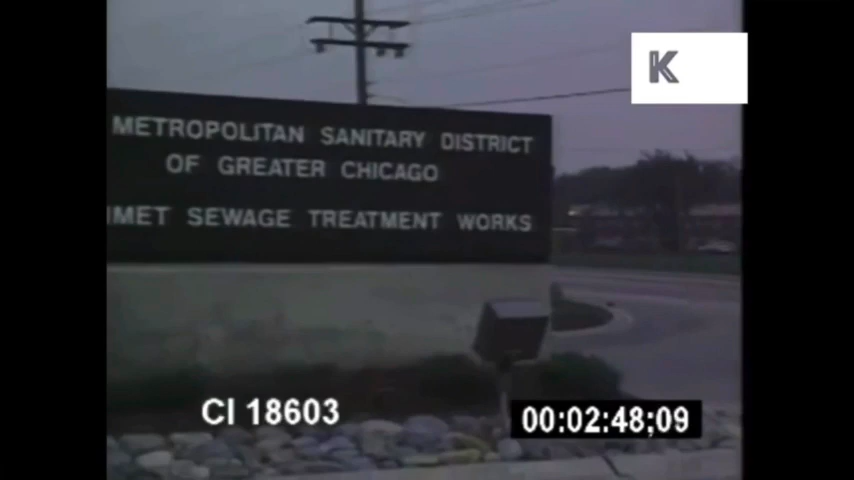 K
METROPOLITAN SANITARY DISTRICT
OF GREATER CHICAGO
IMET SEWAGE TREATMENT WORKS
CI 18603
00:02:48;09